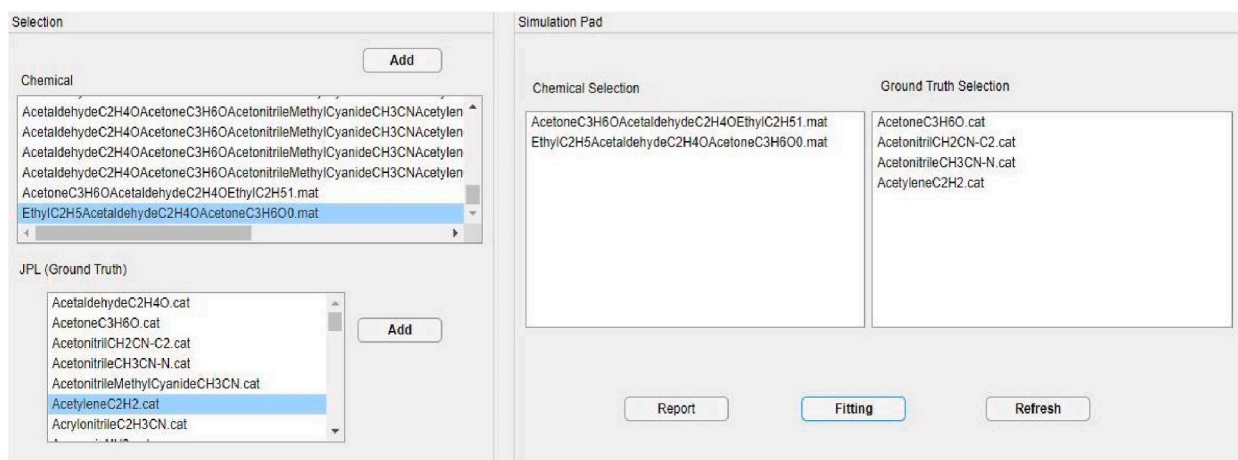 Selection
Add
Chemical
AcetaldehydeC2H4OAcetoneC3H6OAcetonitrileMethylCyanideCH3CNAcetylen
AcetaldehydeC2H4OAcetoneC3H6OAcetonitrileMethylCyanideCH3CNAcetylen
AcetaldehydeC2H4OAcetoneC3H6OAcetonitrileMethylCyanideCH3CNAcetylen
AcetaldehydeC2H4OAcetoneC3H6OAcetonitrileMethylCyanideCH3CNAcetylen
AcetoneC3H6OAcetaldehydeC2H4OEthylC2H51.mat
EthylC2H5AcetaldehydeC2H4OAcetoneC3H6O0.mat
JPL (Ground Truth)
AcetaldehydeC2H4O.cat
AcetoneC3H6O.cat
AcetonitrilCH2CN-C2.cat
AcetonitrileCH3CN-N.cat
AcetonitrileMethylCyanideCH3CN.cat
AcetyleneC2H2.cat
AcrylonitrileC2H3CN.cat
Add
Simulation Pad
Chemical Selection
AcetoneC3H6OAcetaldehydeC2H4OEthylC2H51.mat
EthylC2H5AcetaldehydeC2H4OAcetoneC3H6O0.mat
Ground Truth Selection
AcetoneC3H6O.cat
AcetonitrilCH2CN-C2.cat
AcetonitrileCH3CN-N.cat
AcetyleneC2H2.cat
Report
Fitting
Refresh